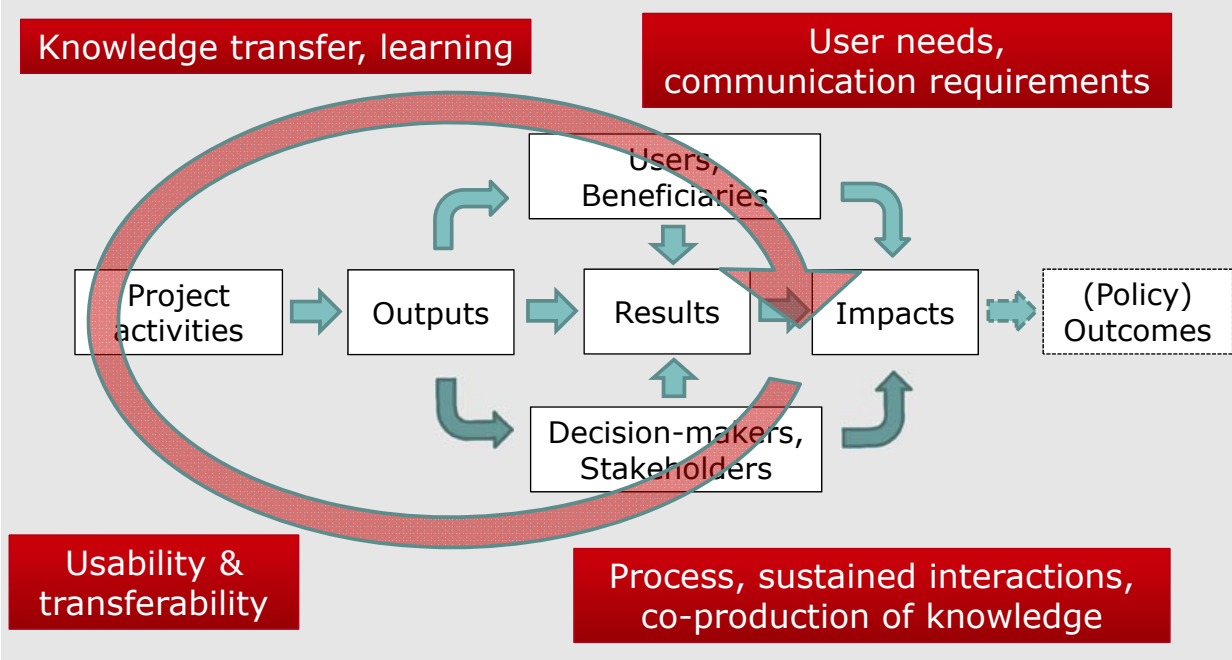 Knowledge transfer, learning
User needs,
communication requirements
Users,
Beneficiaries
Project
activities
Outputs
Results
Impacts
(Policy)
Outcomes
Decision-makers,
Stakeholders
Usability &
transferability
Process, sustained interactions,
co-production of knowledge